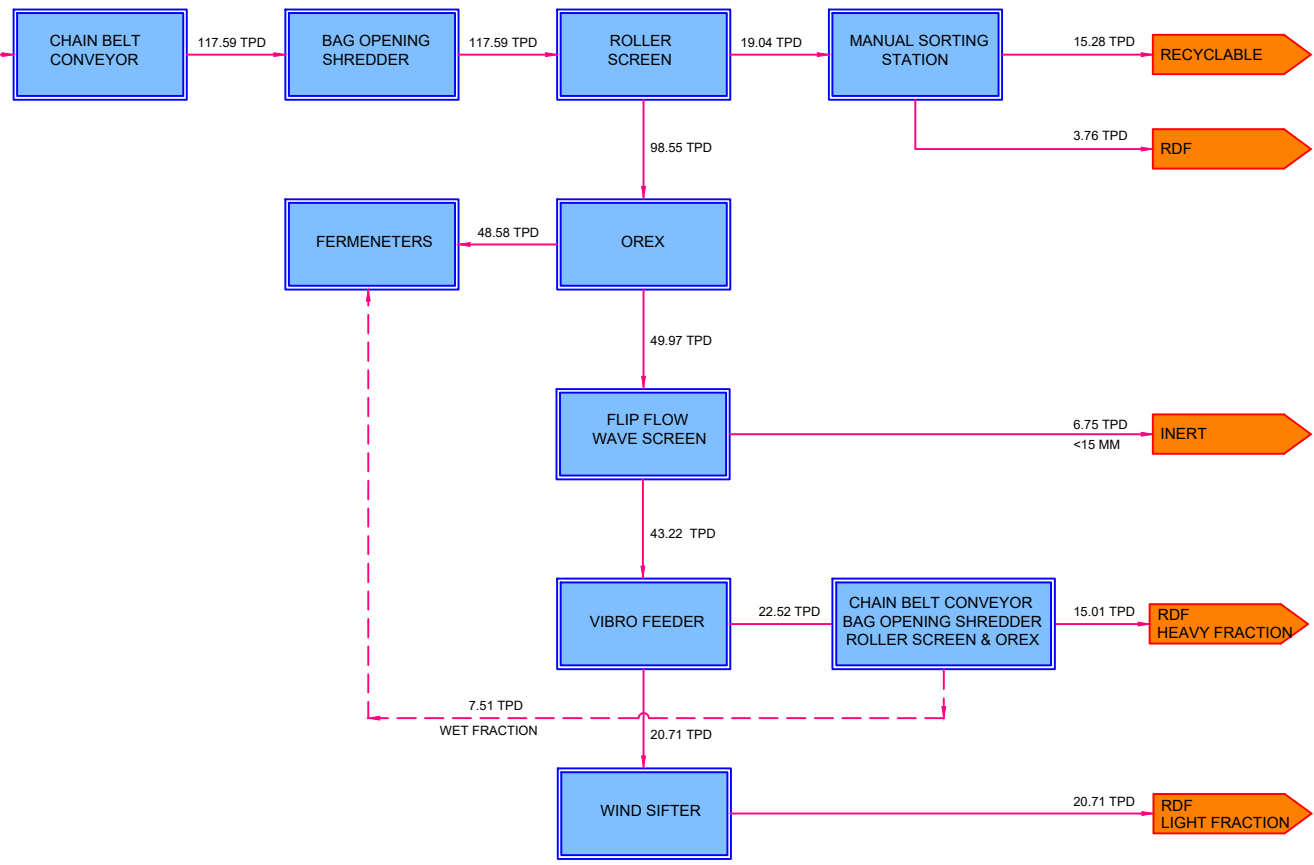 CHAIN BELT
CONVEYOR
117.59 TPD
BAG OPENING
SHREDDER
117.59 TPD
ROLLER
SCREEN
19.04 TPD
MANUAL SORTING
STATION
15.28 TPD
RECYCLABLE
3.76 TPD
RDF
98.55 TPD
FERMENETERS
48.58 TPD
OREX
49.97 TPD
FLIP FLOW
WAVE SCREEN
6.75 TPD
<15 MM
INERT
43.22 TPD
VIBRO FEEDER
22.52 TPD
CHAIN BELT CONVEYOR
BAG OPENING SHREDDER
ROLLER SCREEN & OREX
15.01 TPD
RDF
HEAVY FRACTION
7.51 TPD
WET FRACTION
20.71 TPD
WIND SIFTER
20.71 TPD
RDF
LIGHT FRACTION